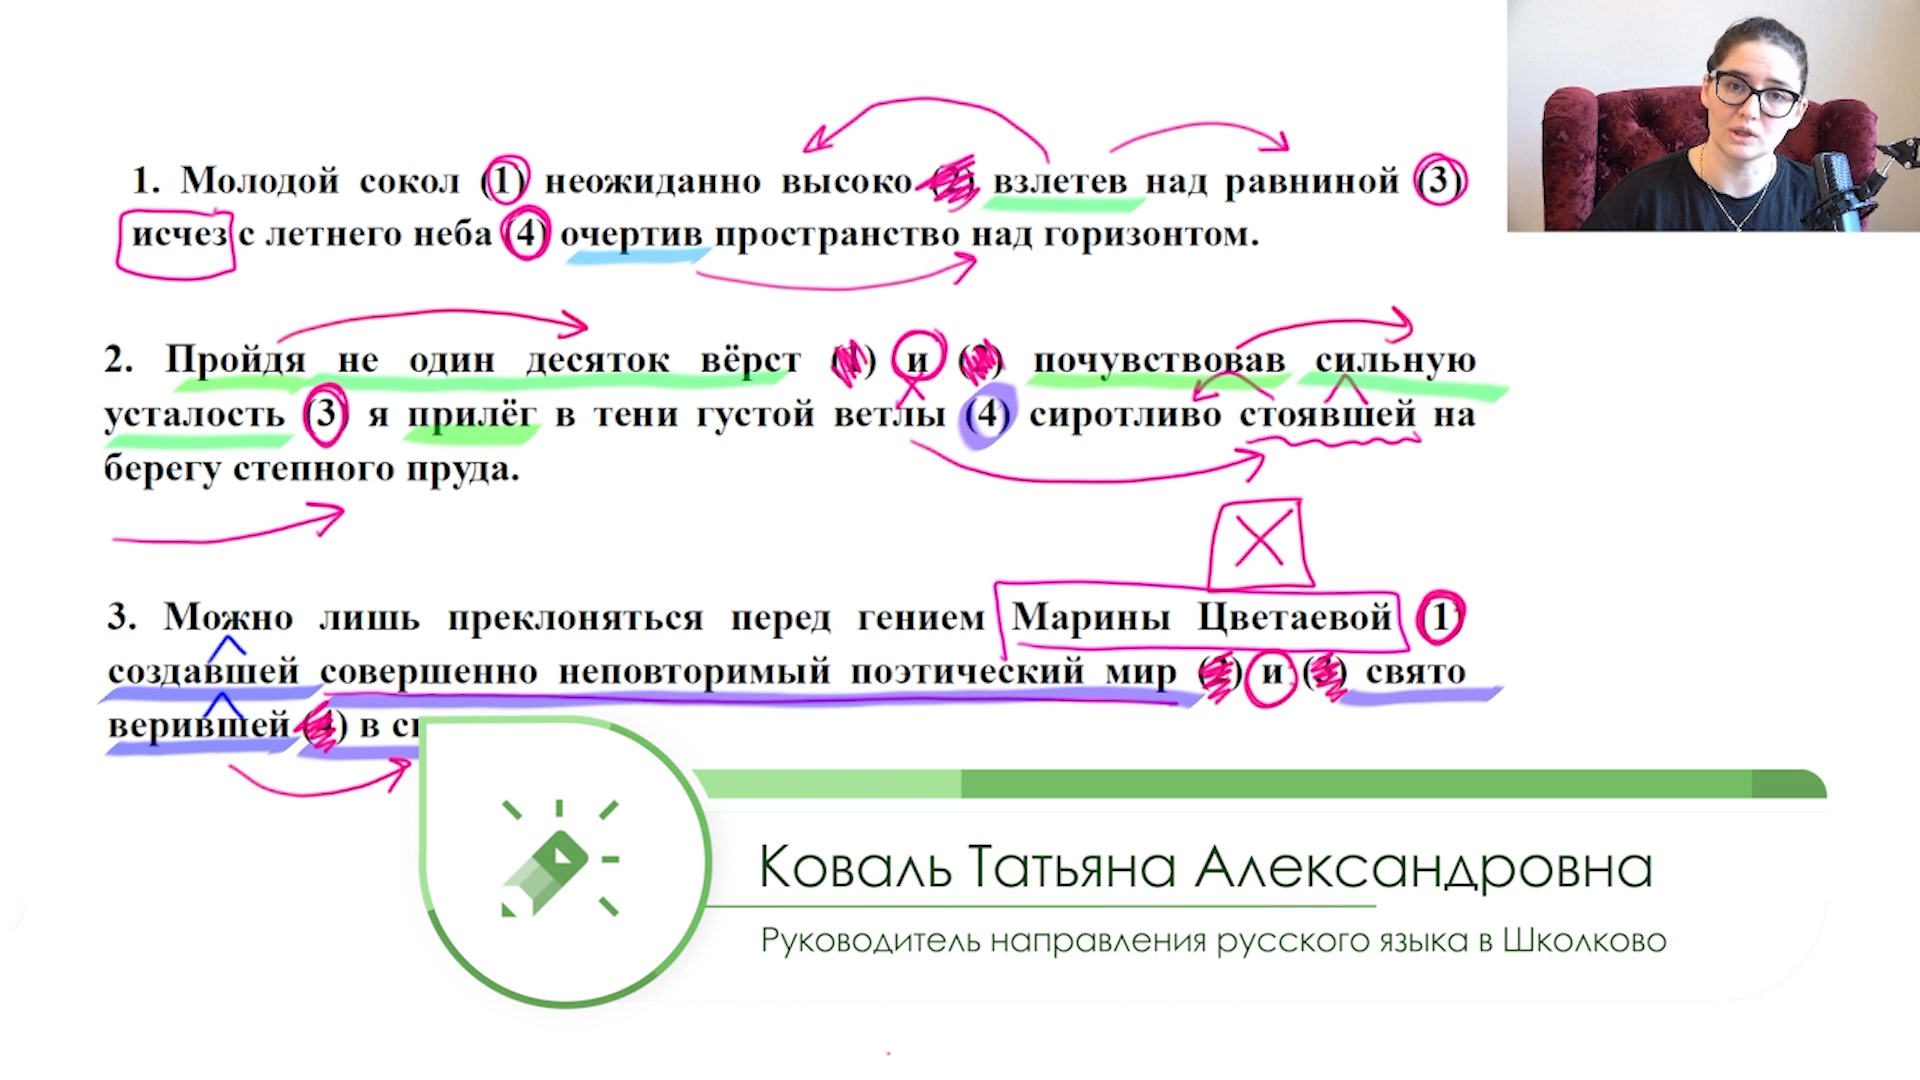 1. Молодой сокол (1) неожиданно высоко (2) взлетев над равниной (3)
исчез с летнего неба (4) очертив пространство над горизонтом.
2. Пройдя не один десяток вёрст (1) и (2) почувствовав сильную
усталость (3) я прилёг в тени густой ветлы (4) сиротливо стоявшей на
берегу степного пруда.
3. Можно лишь преклоняться перед гением Марины Цветаевой (1)
создавшей совершенно неповторимый поэтический мир (2) и (3) свято
верившей (4) в
Коваль Татьяна Александровна
Руководитель направления русского языка в Школково